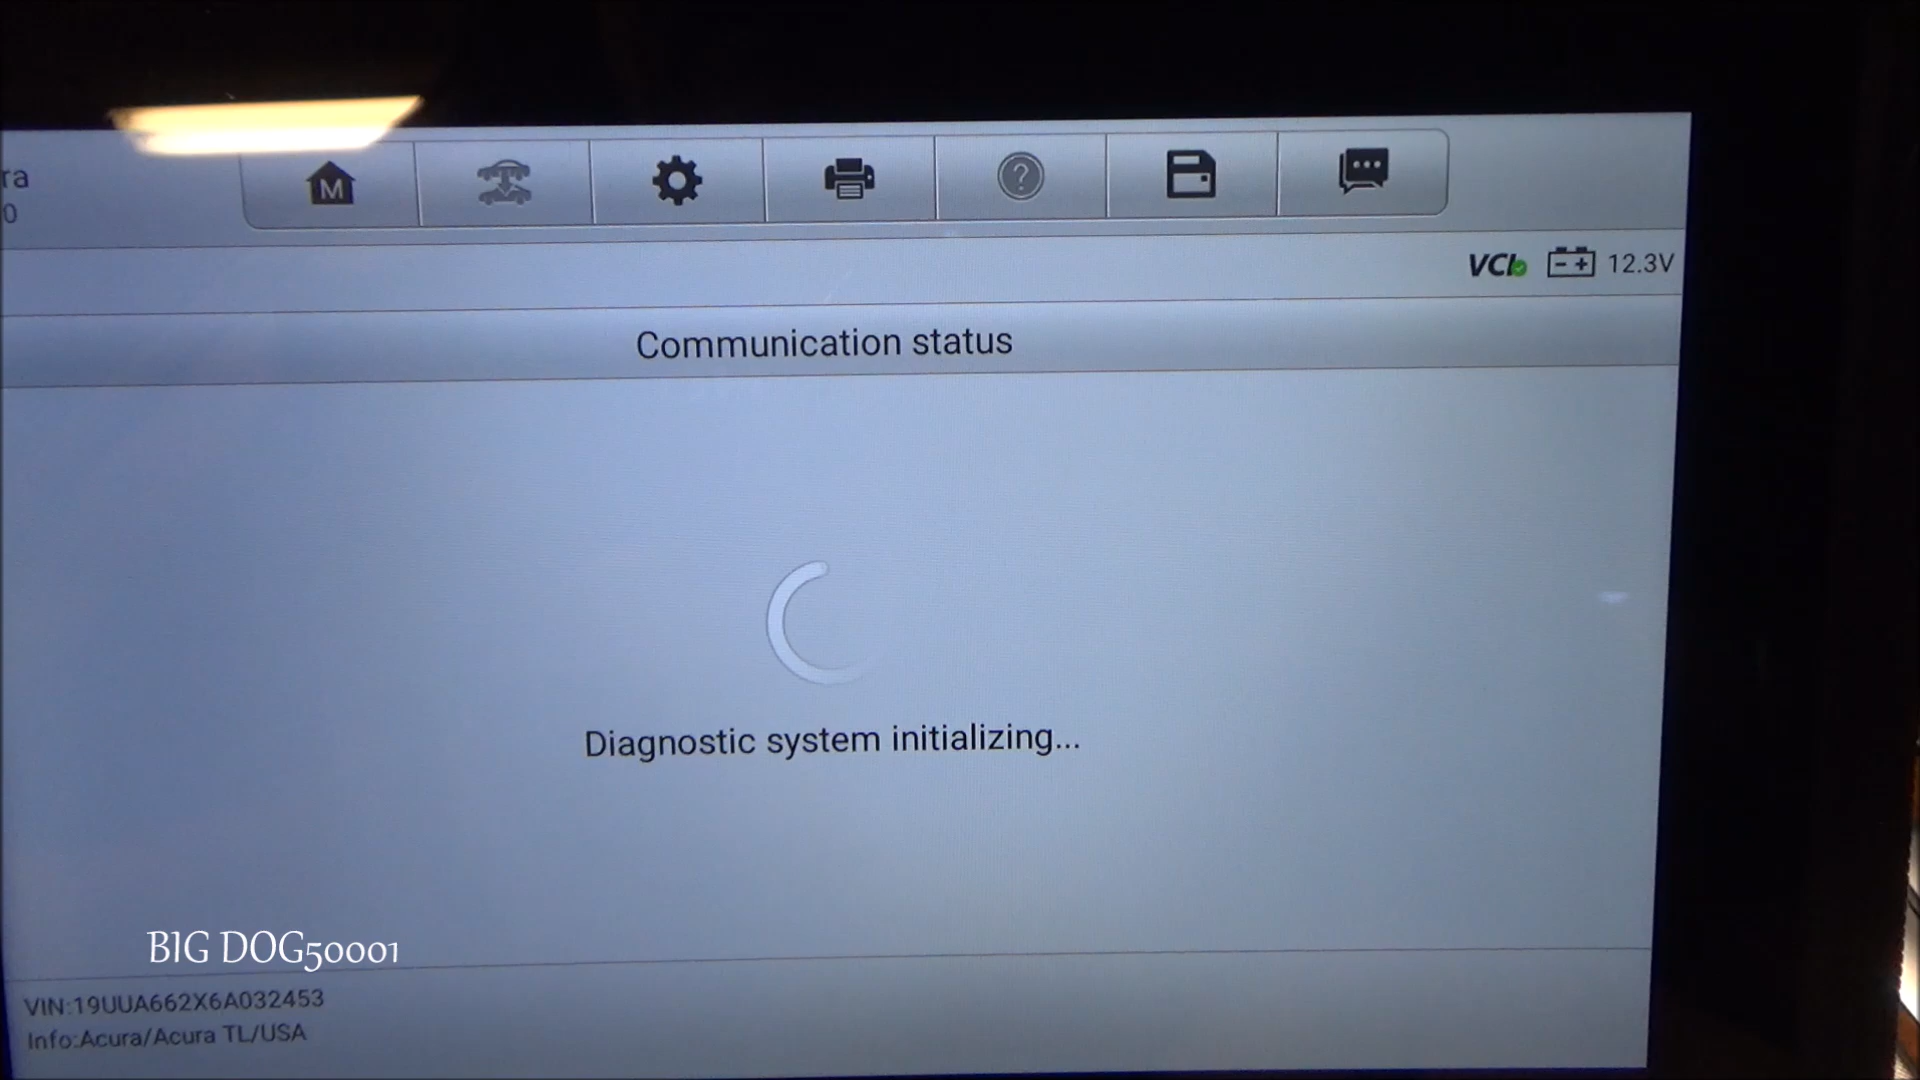 ra
0
M
?
VCI - + 12.3V
Communication status
Diagnostic system initializing...
BIG DOG50001
VIN:19UUA662X6A032453
Info:Acura/Acura TL/USA